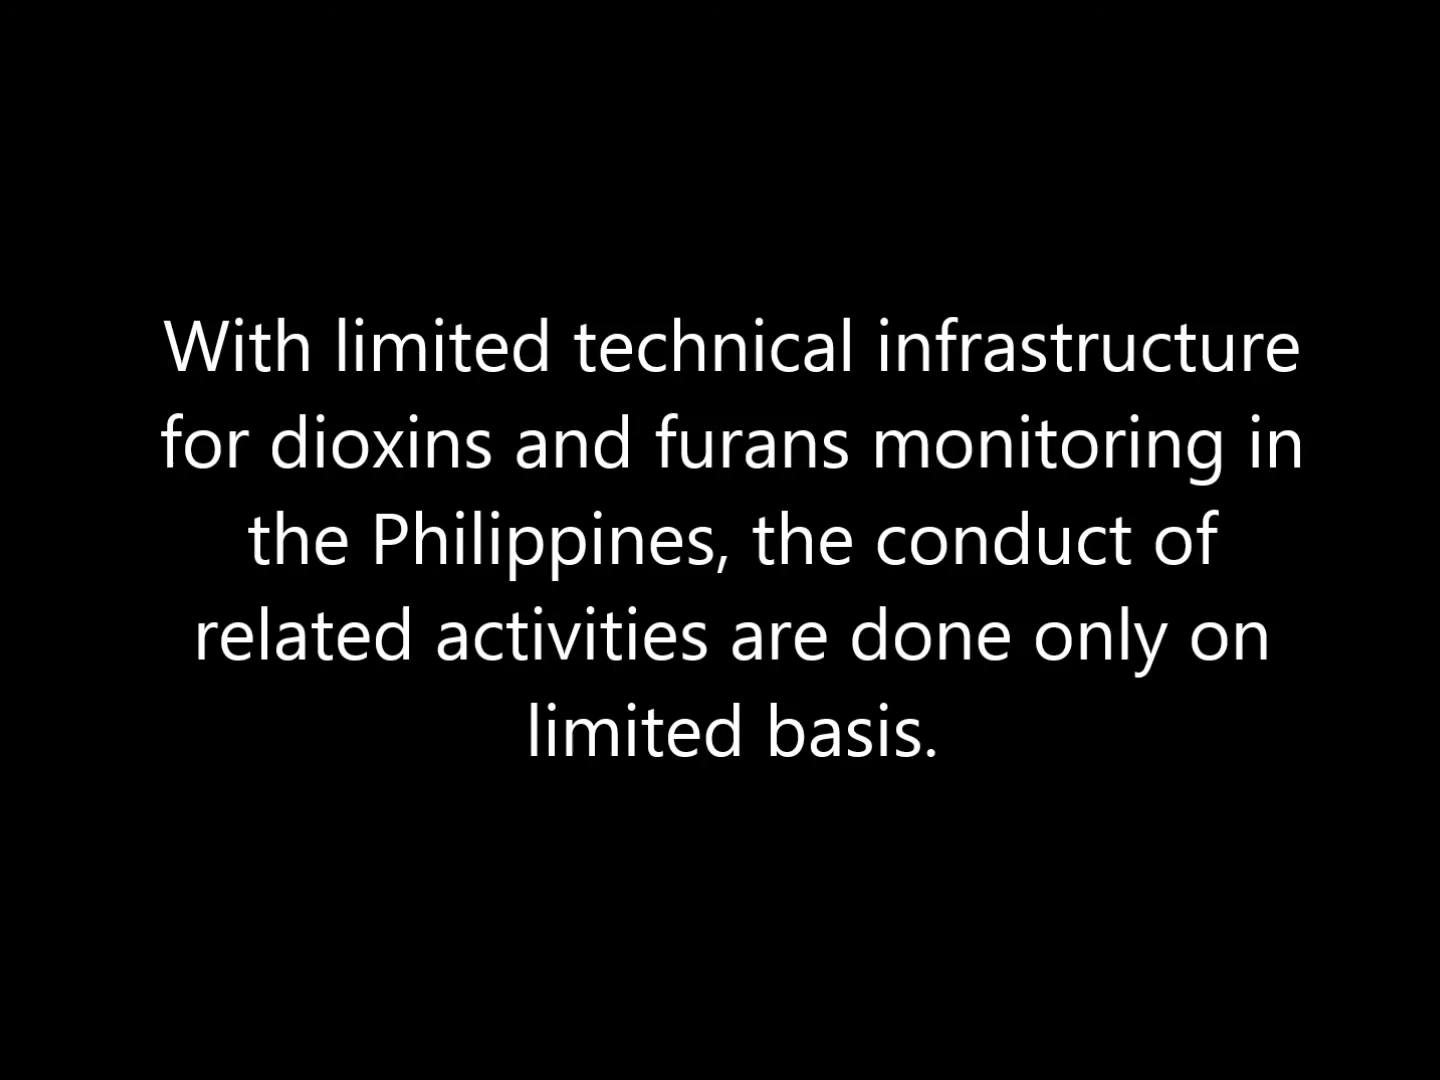 With limited technical infrastructure
for dioxins and furans monitoring in
the Philippines, the conduct of
related activities are done only on
limited basis.